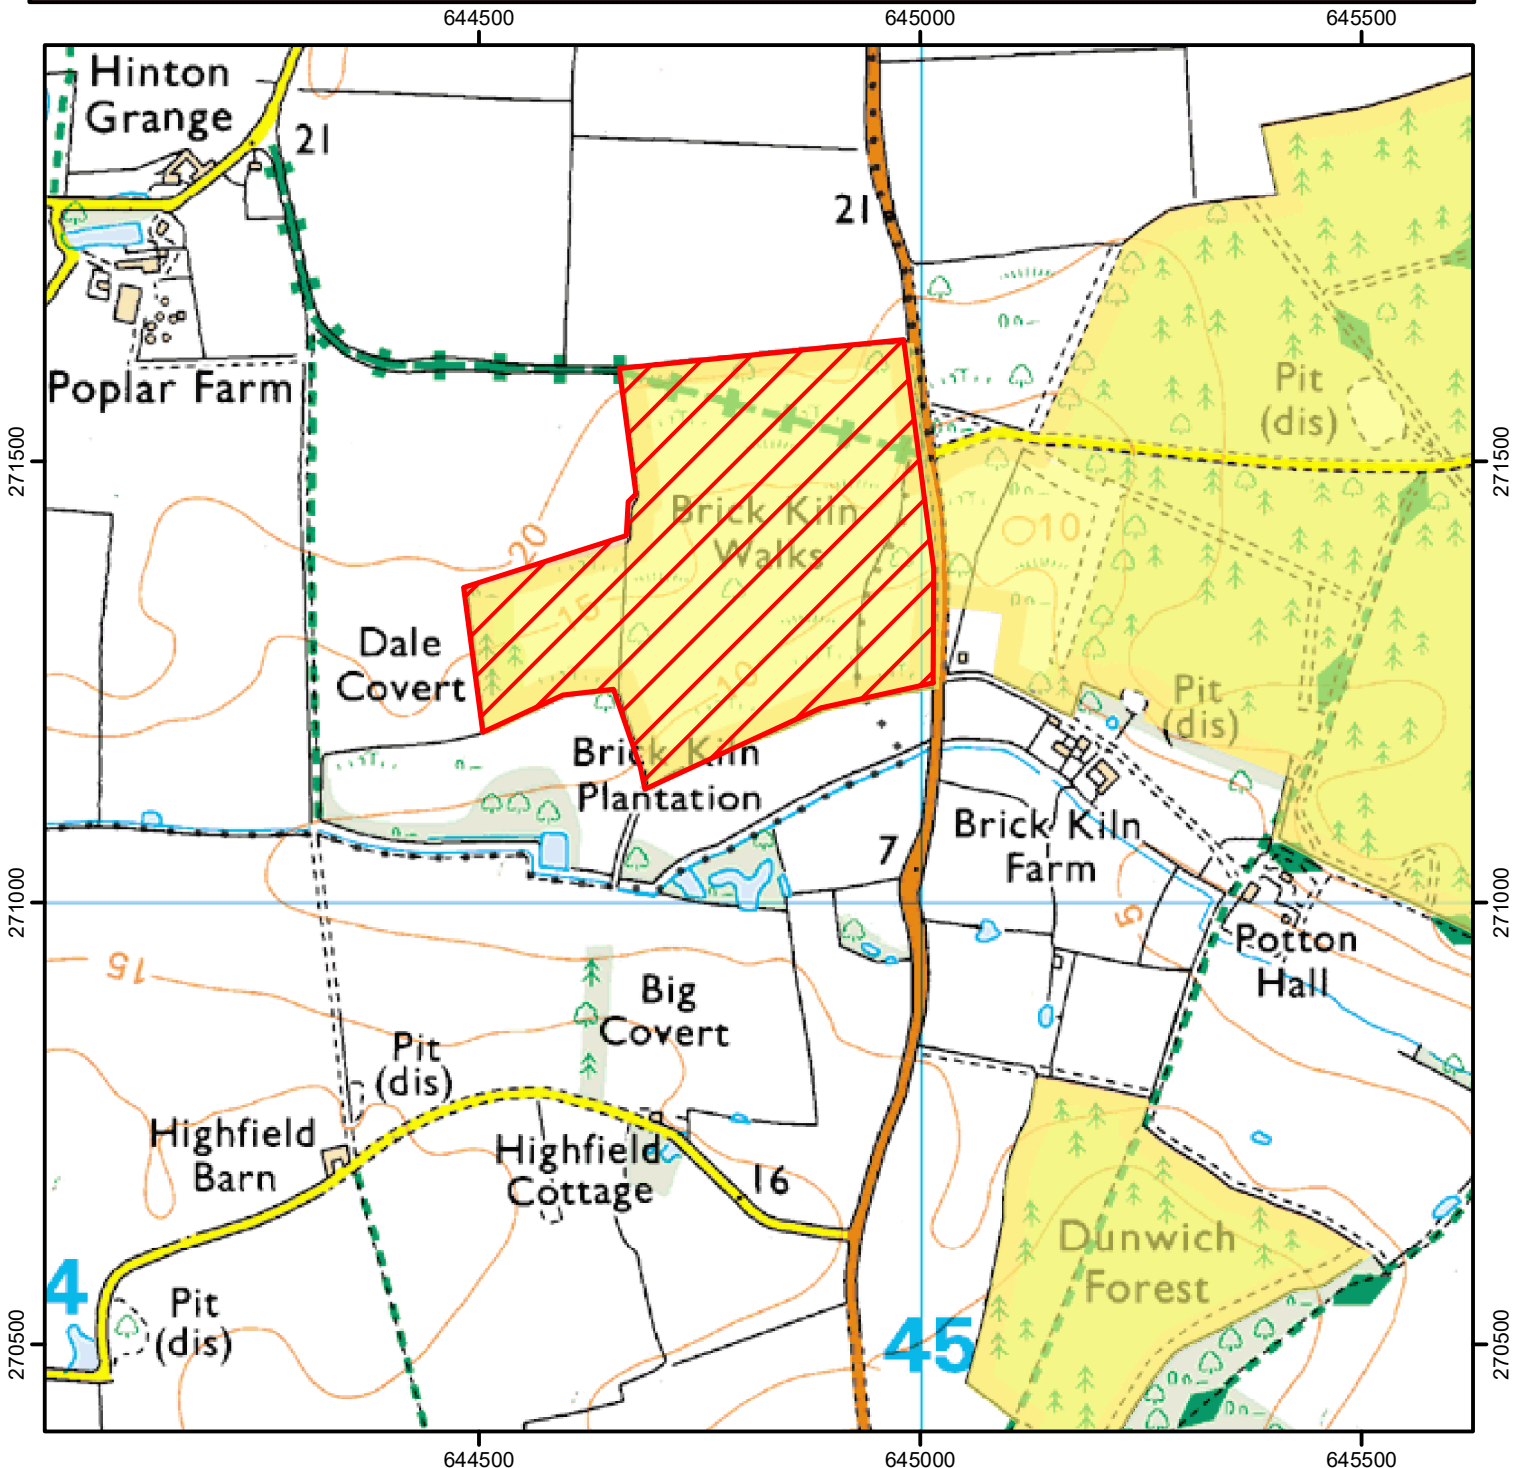 644500
645000
645500
Hinton
Grange
21
21
Poplar Farm
Pit
(dis)
271500
271500
Brick Kiln
Walks
10
20
15
Dale
Covert
10
Pit
(dis)
Brick Kiln
Plantation
7
Brick Kiln
Farm
271000
271000
5
Potton
Hall
15
Big
Covert
Pit
(dis)
Highfield
Barn
Highfield
Cottage
16
Dunwich
Forest
4
Pit
(dis)
45
270500
270500
644500
645000
645500